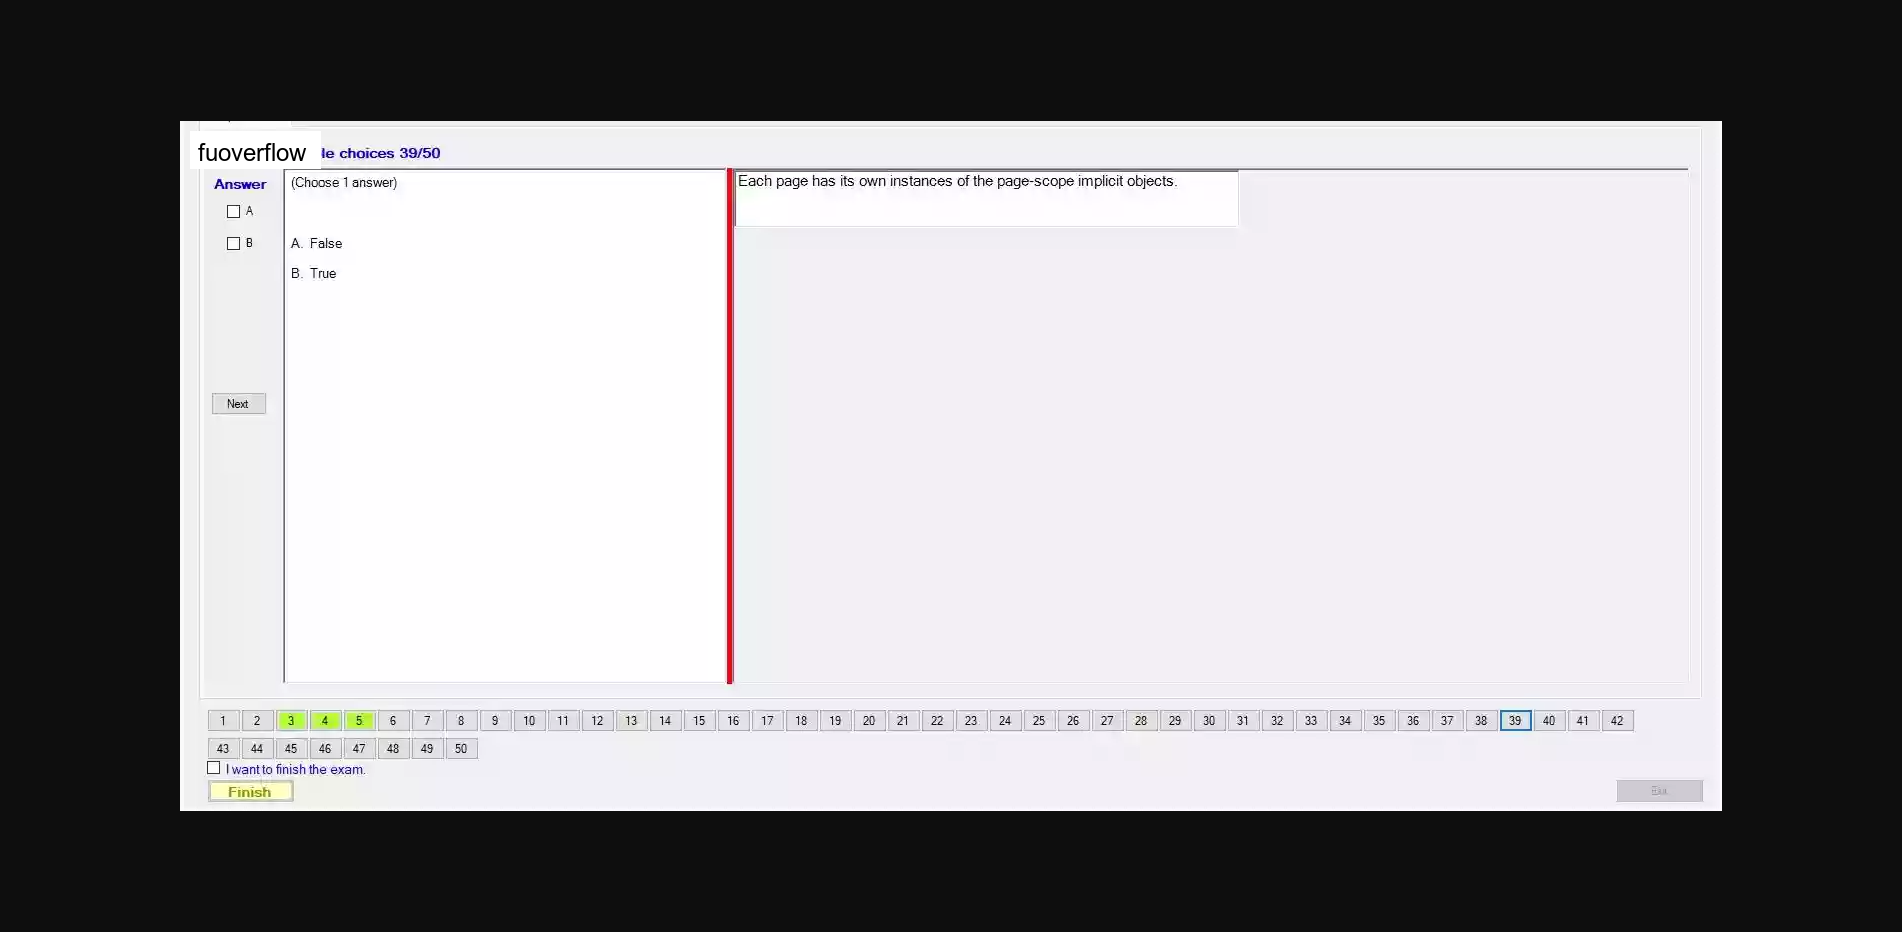 fuoverflow
le choices 39/50
Answer
(Choose 1 answer)
Each page has its own instances of the page-scope implicit objects.
A
B
A. False
B. True
Next
1 2 3 4 5 6 7 8 9 10 11 12 13 14 15 16 17 18 19 20 21 22 23 24 25 26 27 28 29 30 31 32 33 34 35 36 37 38 39 40 41 42
43 44 45 46 47 48 49 50
I want to finish the exam.
Finish
Exit